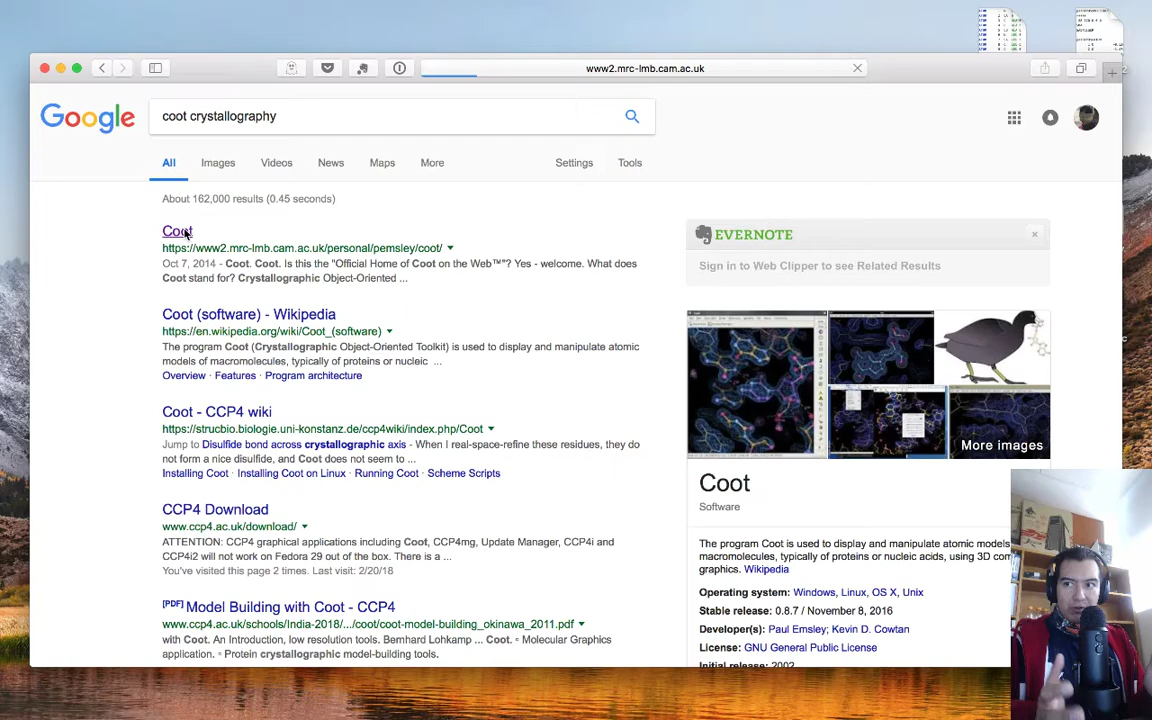 www2.mrc-lmb.cam.ac.uk
Google
coot crystallography
All Images Videos News Maps More Settings Tools
About 162,000 results (0.45 seconds)
Coot
https://www2.mrc-lmb.cam.ac.uk/personal/pemsley/coot/
Oct 7, 2014 - Coot. Coot. Is this the "Official Home of Coot on the Web™"? Yes - welcome. What does
Coot stand for? Crystallographic Object-Oriented ...
Coot (software) - Wikipedia
https://en.wikipedia.org/wiki/Coot_(software)
The program Coot (Crystallographic Object-Oriented Toolkit) is used to display and manipulate atomic
models of macromolecules, typically of proteins or nucleic ...
Overview · Features · Program architecture
Coot - CCP4 wiki
https://strucbio.biologie.uni-konstanz.de/ccp4wiki/index.php/Coot
Jump to Disulfide bond across crystallographic axis - When I real-space-refine these residues, they do
not form a nice disulfide, and Coot does not seem to ...
Installing Coot · Installing Coot on Linux · Running Coot · Scheme Scripts
CCP4 Download
www.ccp4.ac.uk/download/
ATTENTION: CCP4 graphical applications including Coot, CCP4mg, Update Manager, CCP4i and
CCP4i2 will not work on Fedora 29 out of the box. There is a ...
You've visited this page 2 times. Last visit: 2/20/18
[PDF] Model Building with Coot - CCP4
www.ccp4.ac.uk/schools/India-2018/.../coot/coot-model-building_okinawa_2011.pdf
with Coot. An Introduction, low resolution tools. Bernhard Lohkamp ... Coot. ▫ Molecular Graphics
application. ▫ Protein crystallographic model-building tools.
EVERNOTE
Sign in to Web Clipper to see Related Results
More images
Coot
Software
The program Coot is used to display and manipulate atomic models
macromolecules, typically of proteins or nucleic acids, using 3D com
graphics. Wikipedia
Operating system: Windows, Linux, OS X, Unix
Stable release: 0.8.7 / November 8, 2016
Developer(s): Paul Emsley; Kevin D. Cowtan
License: GNU General Public License
Initial release: 2002